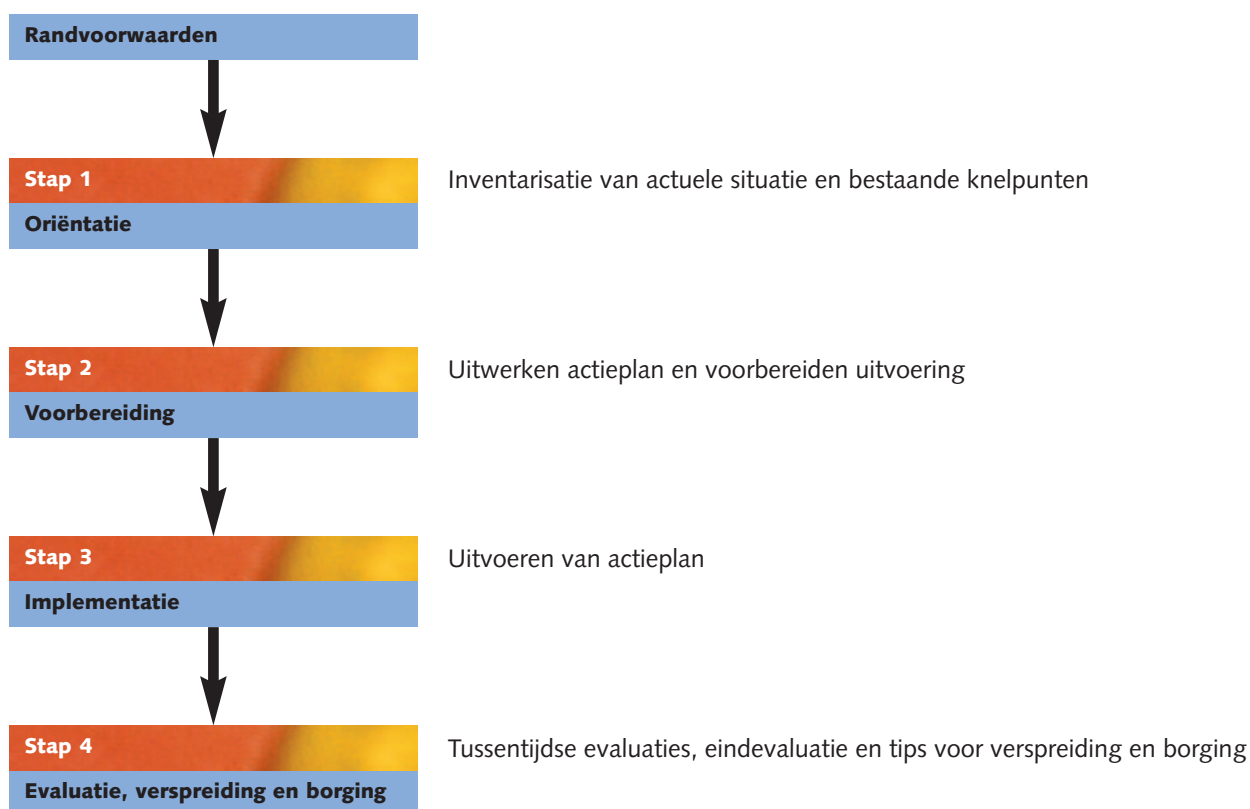 Randvoorwaarden
Stap 1
Inventarisatie van actuele situatie en bestaande knelpunten
Oriëntatie
Stap 2
Uitwerken actieplan en voorbereiden uitvoering
Voorbereiding
Stap 3
Uitvoeren van actieplan
Implementatie
Stap 4
Tussentijdse evaluaties, eindevaluatie en tips voor verspreiding en borging
Evaluatie, verspreiding en borging